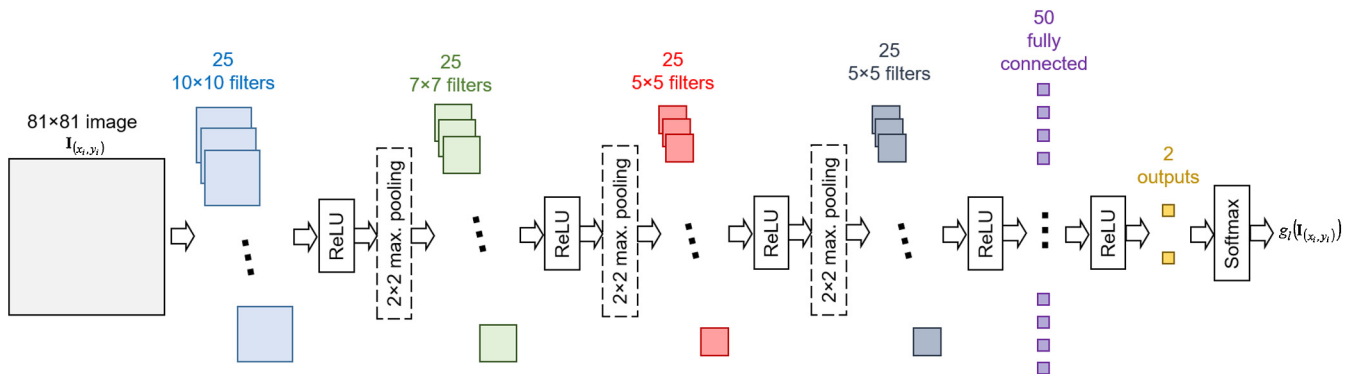 81×81 image
I(xᵢ,yᵢ)
25
10×10 filters
ReLU
2×2 max. pooling
25
7×7 filters
ReLU
2×2 max. pooling
25
5×5 filters
ReLU
2×2 max. pooling
25
5×5 filters
ReLU
50
fully
connected
ReLU
2
outputs
Softmax
gₗ(I(xᵢ,yᵢ))